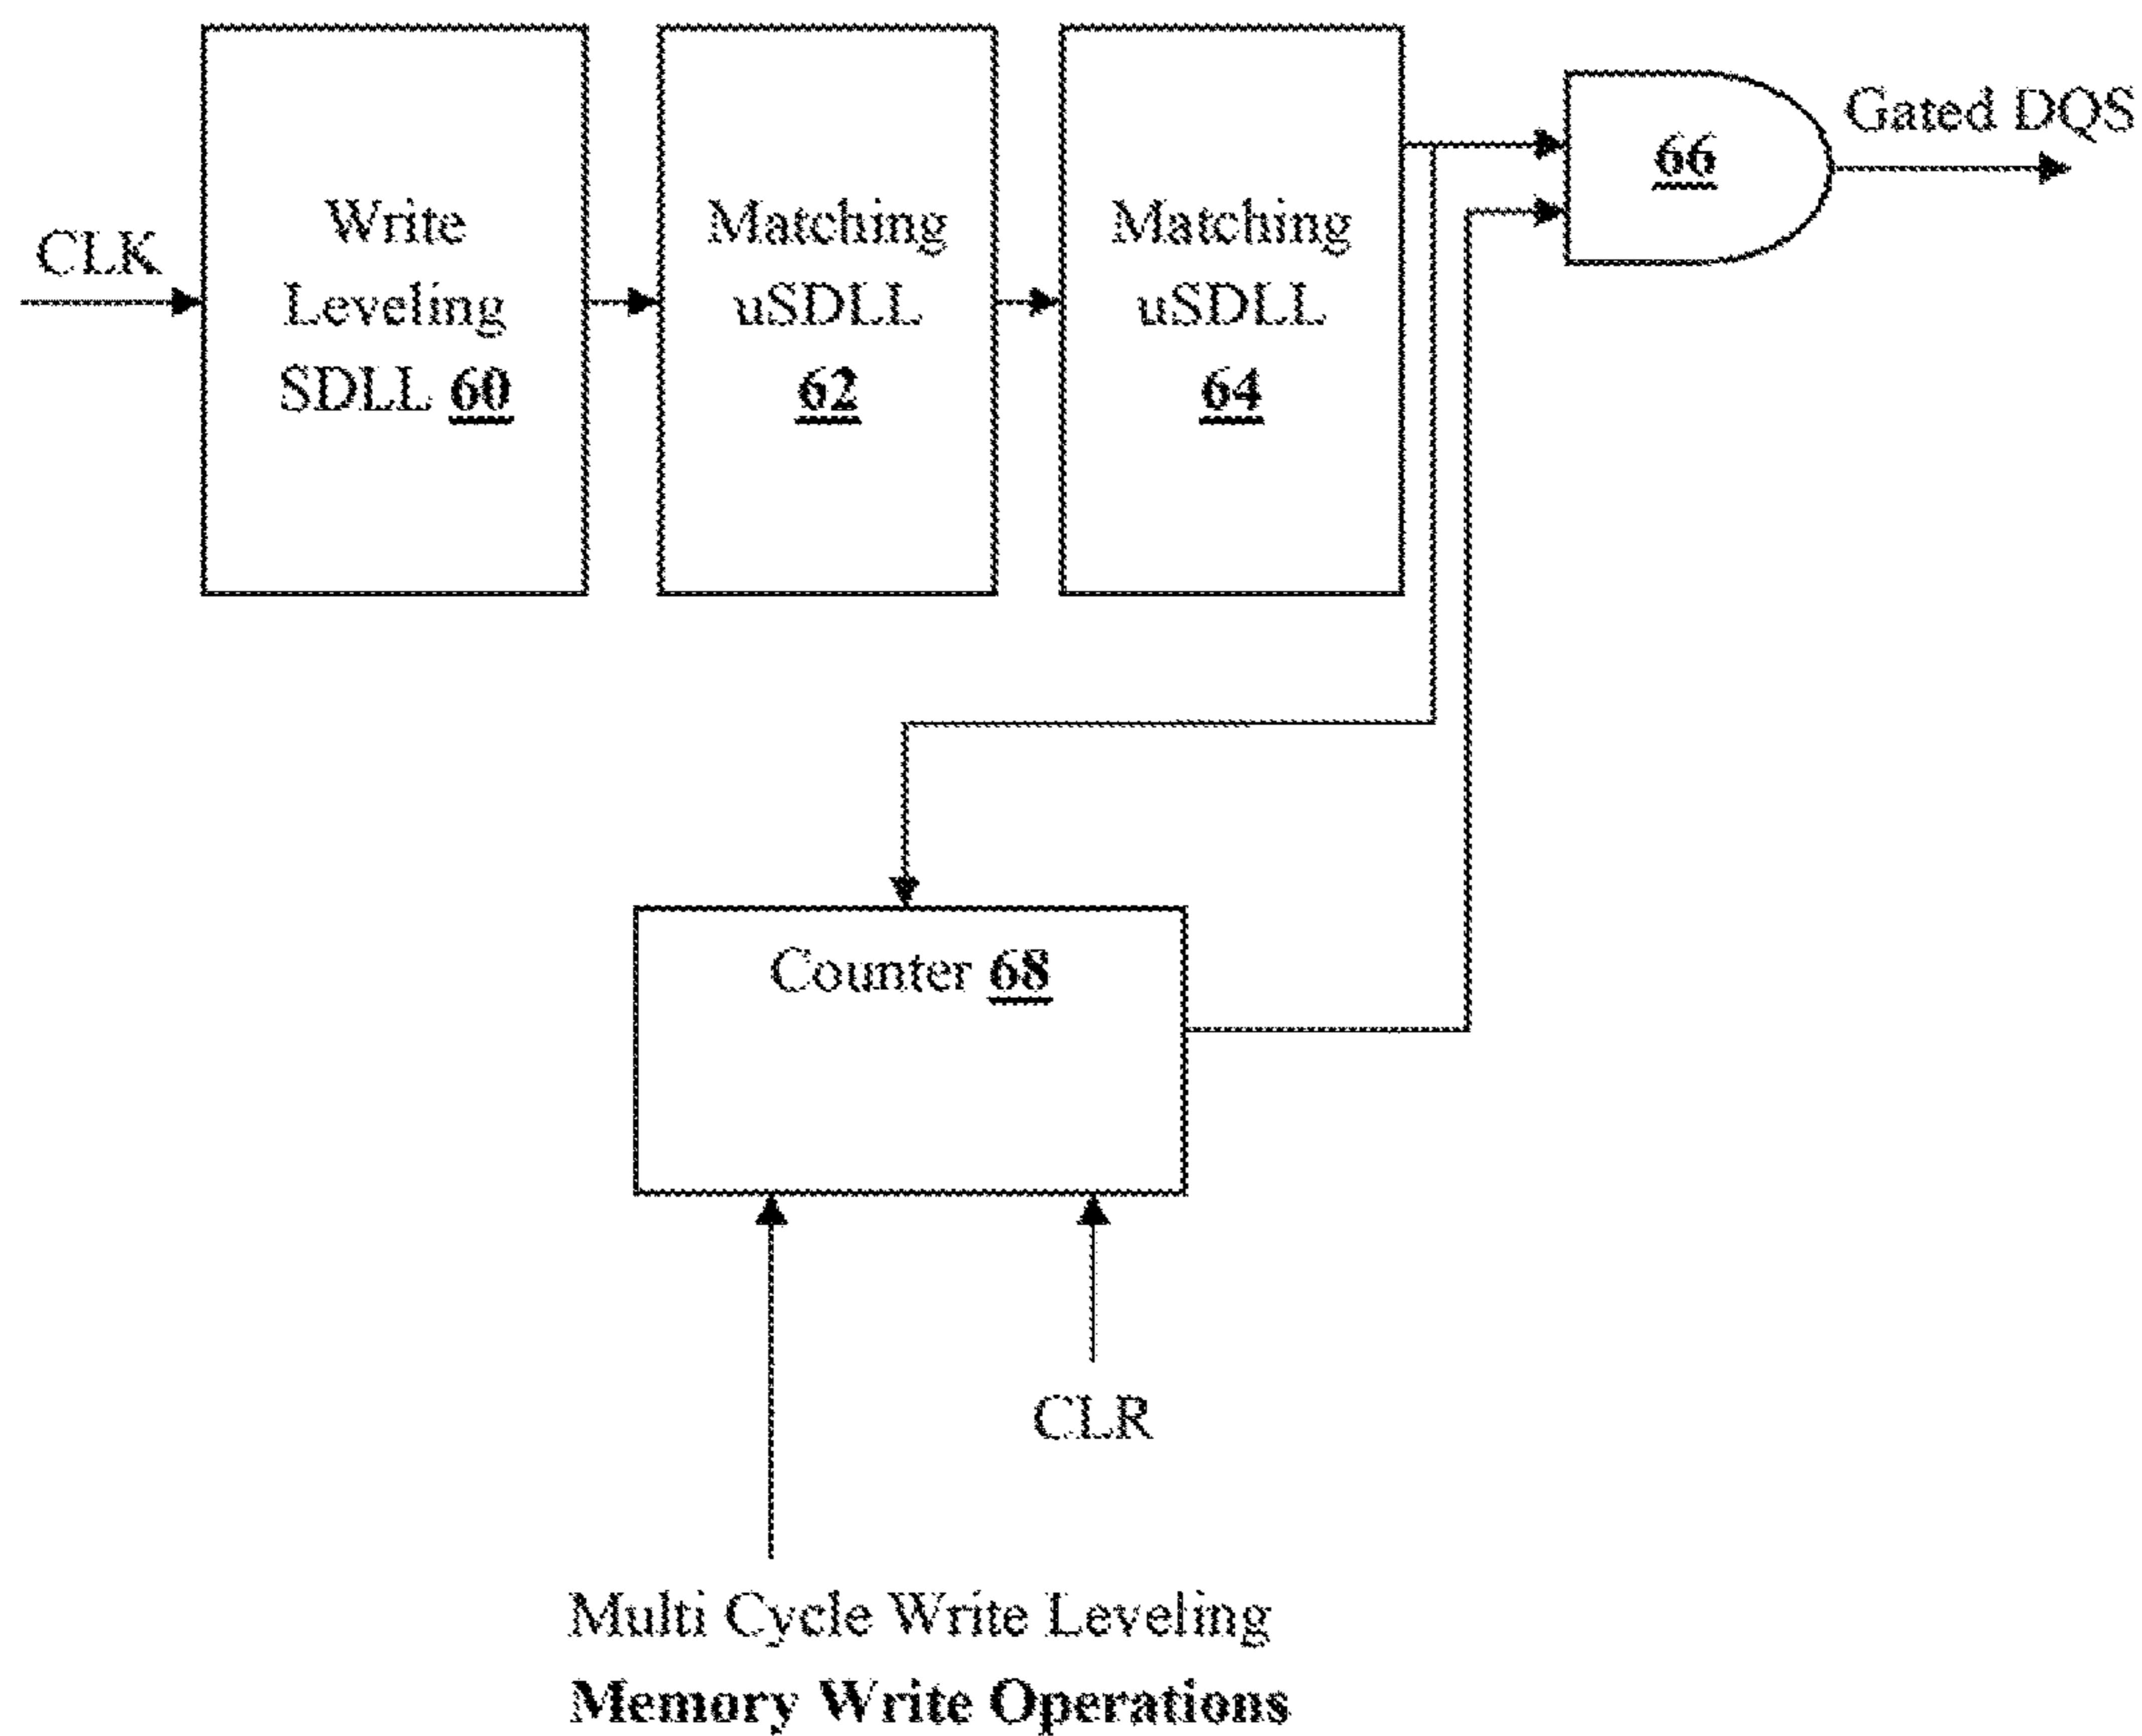 CLK
Write
Leveling
SDLL 60
Matching
uSDLL
62
Matching
uSDLL
64
66
Gated DQS
Counter 68
CLR
Multi Cycle Write Leveling
Memory Write Operations